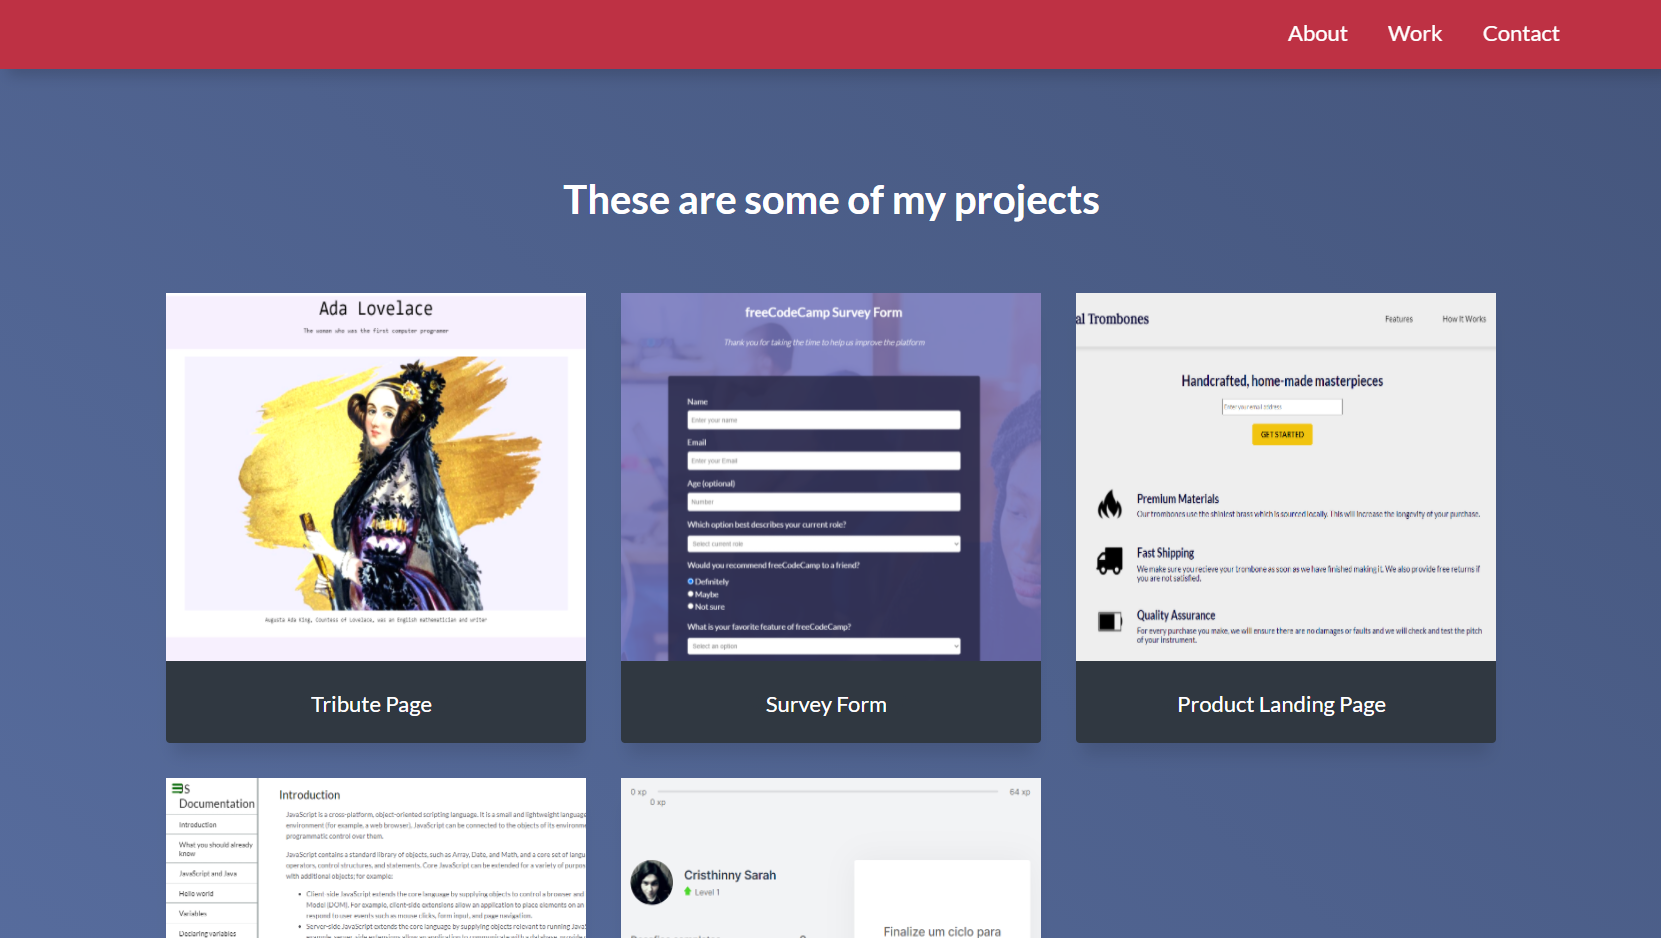 About Work Contact
These are some of my projects
Ada Lovelace
The woman who was the first computer programer
Augusta Ada King, Countess of Lovelace, was an English mathematician and writer
Tribute Page
freeCodeCamp Survey Form
Thank you for taking the time to help us improve the platform
Name
Enter your name
Email
Enter your Email
Age (optional)
Number
Which option best describes your current role?
Select current role
Would you recommend freeCodeCamp to a friend?
Definitely
Maybe
Not sure
What is your favorite feature of freeCodeCamp?
Select an option
Survey Form
al Trombones Features How It Works
Handcrafted, home-made masterpieces
Enter your email address
GET STARTED
Premium Materials
Our trombones use the shiniest brass which is sourced locally. This will increase the longevity of your purchase.
Fast Shipping
We make sure you recieve your trombone as soon as we have finished making it. We also provide free returns if
you are not satisfied.
Quality Assurance
For every purchase you make, we will ensure there are no damages or faults and we will check and test the pitch
of your instrument.
Product Landing Page
JS
Documentation
Introduction
What you should already
know
JavaScript and Java
Hello world
Variables
Declaring variables
Introduction
JavaScript is a cross-platform, object-oriented scripting language. It is a small and lightweight language
environment (for example, a web browser), JavaScript can be connected to the objects of its environme
programmatic control over them.
JavaScript contains a standard library of objects, such as Array, Date, and Math, and a core set of langu
operators, control structures, and statements. Core JavaScript can be extended for a variety of purpos
with additional objects; for example:
Client-side JavaScript extends the core language by supplying objects to control a browser and
Model (DOM). For example, client-side extensions allow an application to place elements on an
respond to user events such as mouse clicks, form input, and page navigation.
Server-side JavaScript extends the core language by supplying objects relevant to running Java
0 xp 64 xp
0 xp
Cristhinny Sarah
Level 1
Finalize um ciclo para